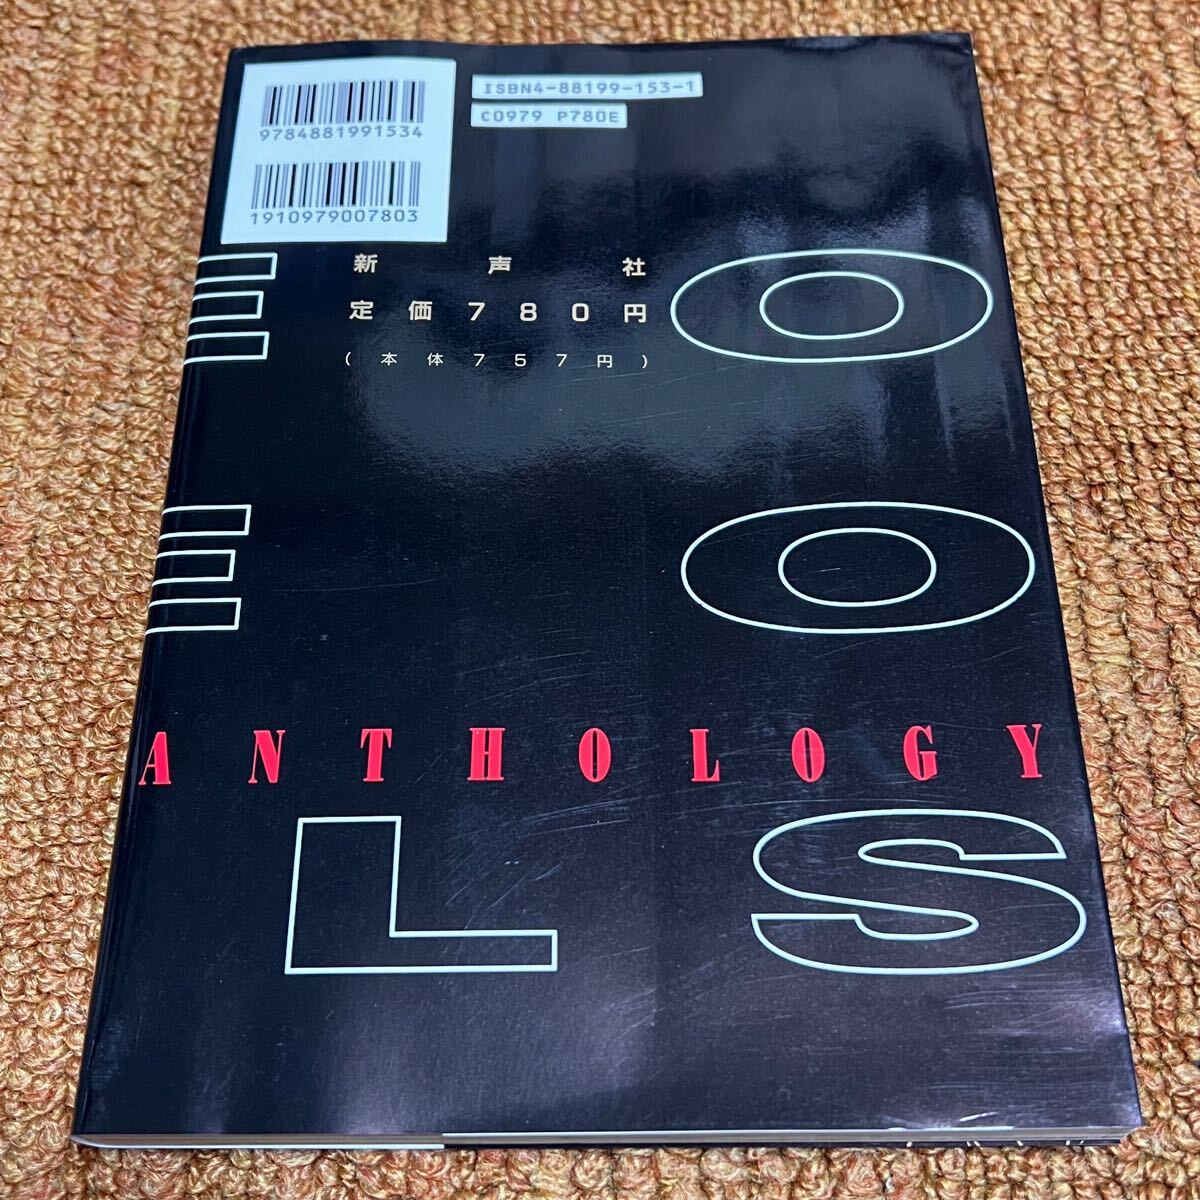 9784881991534
1910979007803
ISBN4-88199-153-1
C0979 P780E
新声社
定価780円
(本体757円)
E O
E O
ANTHOLOGY
L S